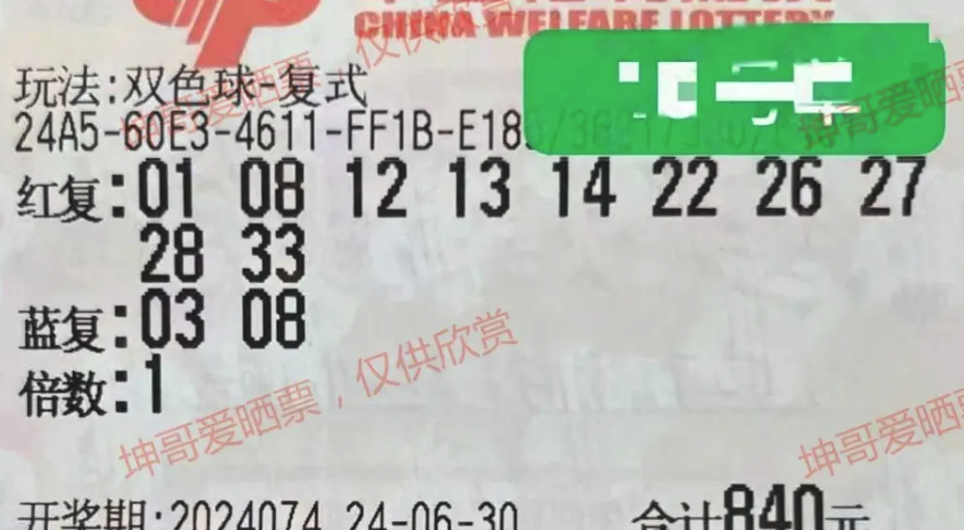 CHINA WELFARE LOTTERY
玩法:双色球-复式
24A5-60E3-4611-FF1B-E18
红复:01 08 12 13 14 22 26 27
28 33
蓝复:03 08
倍数:1
坤哥爱晒票，仅供欣赏
坤哥爱晒票
开奖期:2024074 24-06-30 合计840元